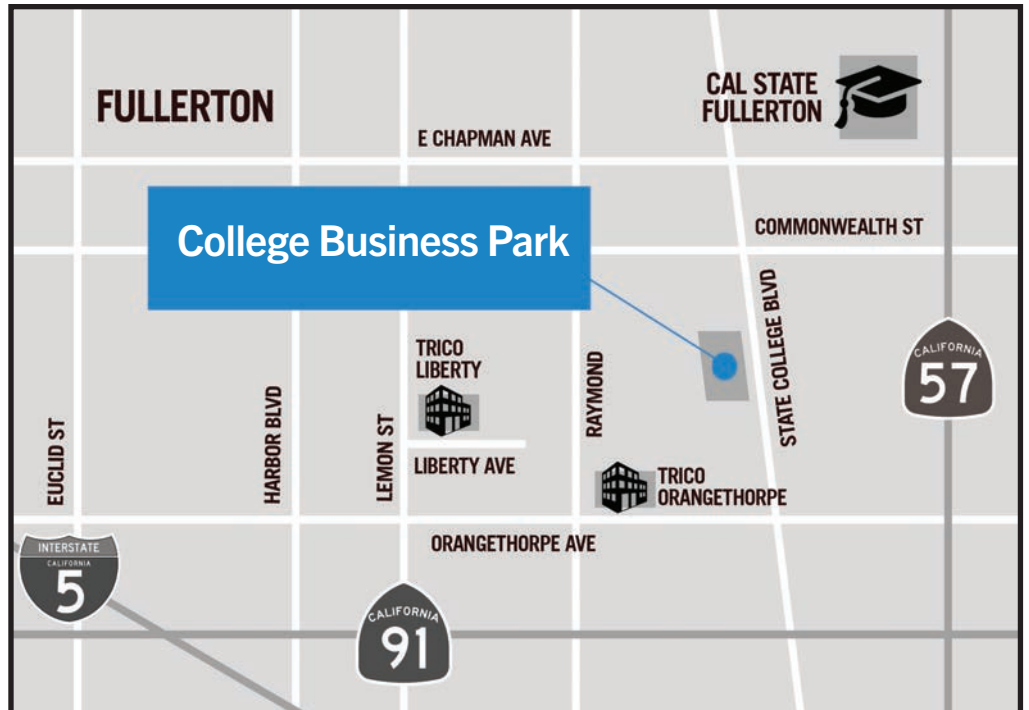 FULLERTON
CAL STATE
FULLERTON
E CHAPMAN AVE
College Business Park
COMMONWEALTH ST
TRICO
LIBERTY
RAYMOND
STATE COLLEGE BLVD
CALIFORNIA
57
EUCLID ST
HARBOR BLVD
LEMON ST
LIBERTY AVE
TRICO
ORANGETHORPE
ORANGETHORPE AVE
INTERSTATE
CALIFORNIA
5
CALIFORNIA
91